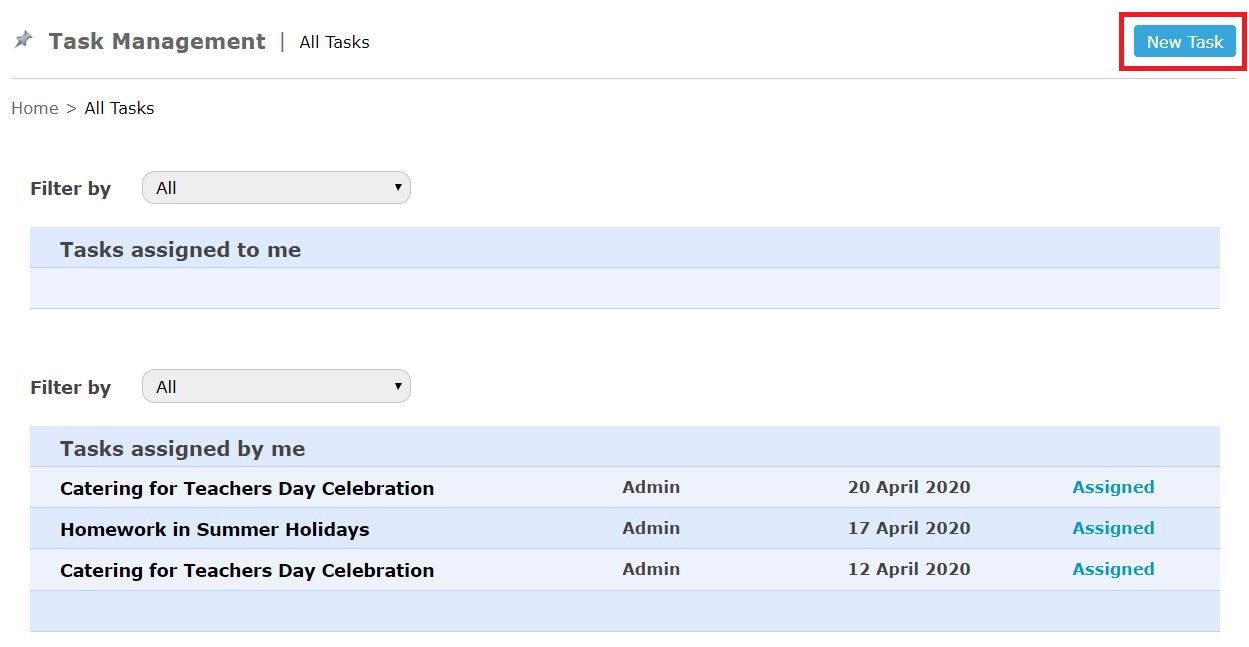 Task Management | All Tasks New Task
Home > All Tasks
Filter by All
Tasks assigned to me
Filter by All
Tasks assigned by me
Catering for Teachers Day Celebration Admin 20 April 2020 Assigned
Homework in Summer Holidays Admin 17 April 2020 Assigned
Catering for Teachers Day Celebration Admin 12 April 2020 Assigned